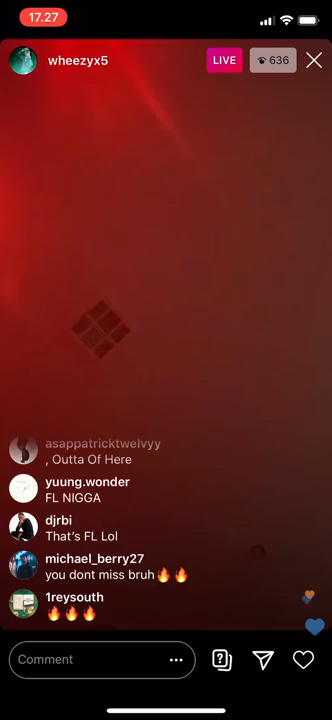 17.27
wheezyx5
LIVE
636
asappatricktwelvyy
, Outta Of Here
yuung.wonder
FL NIGGA
djrbi
That's FL Lol
michael_berry27
you dont miss bruh🔥🔥
1reysouth
🔥🔥🔥
Comment